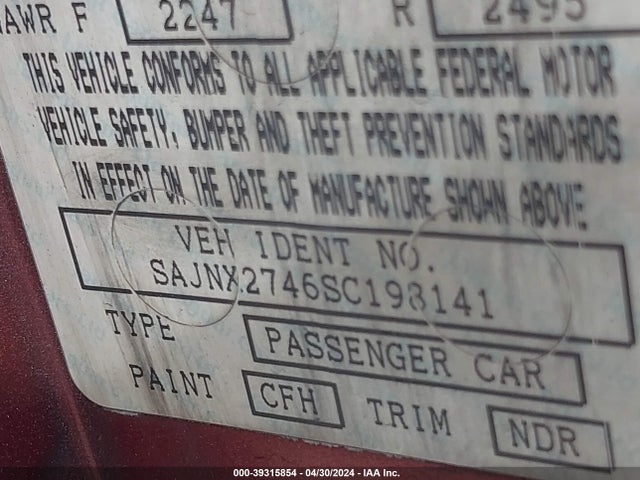 GAWR F 2247 R 2495
THIS VEHICLE CONFORMS TO ALL APPLICABLE FEDERAL MOTOR
VEHICLE SAFETY, BUMPER AND THEFT PREVENTION STANDARDS
IN EFFECT ON THE DATE OF MANUFACTURE SHOWN ABOVE.
VEH IDENT NO.
SAJNX2746SC198141
TYPE PASSENGER CAR
PAINT CFH TRIM NDR
000-39315854 - 04/30/2024 - IAA Inc.